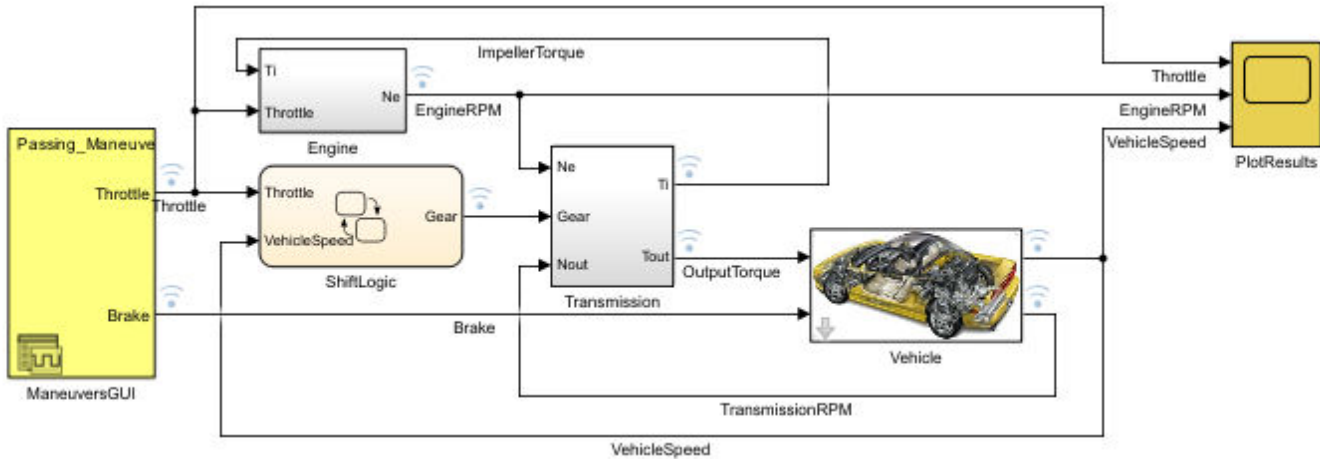 ImpellerTorque
Ti
Throttle
Ne
EngineRPM
Engine
Throttle
EngineRPM
VehicleSpeed
PlotResults
Passing_Maneuve
Throttle
Throttle
Brake
ManeuversGUI
Throttle
VehicleSpeed
Gear
ShiftLogic
Ne
Gear
Nout
Ti
Tout
Transmission
OutputTorque
Brake
Vehicle
TransmissionRPM
VehicleSpeed